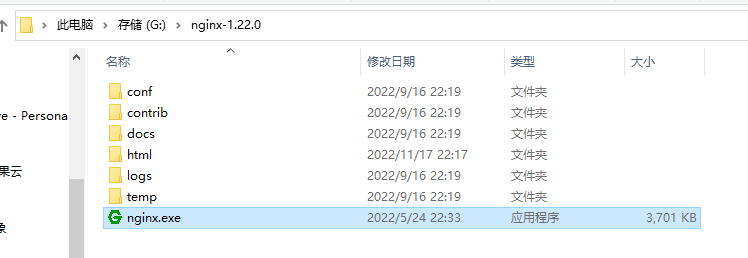 此电脑 > 存储 (G:) > nginx-1.22.0
名称 修改日期 类型 大小
conf 2022/9/16 22:19 文件夹
contrib 2022/9/16 22:19 文件夹
ve - Persona docs 2022/9/16 22:19 文件夹
html 2022/11/17 22:17 文件夹
果云 logs 2022/9/16 22:19 文件夹
temp 2022/9/16 22:19 文件夹
象 nginx.exe 2022/5/24 22:33 应用程序 3,701 KB